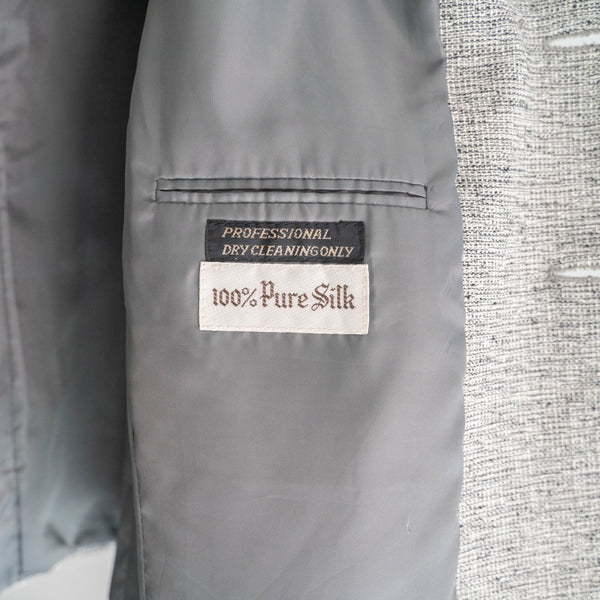 PROFESSIONAL
DRY CLEANING ONLY
100% Pure Silk